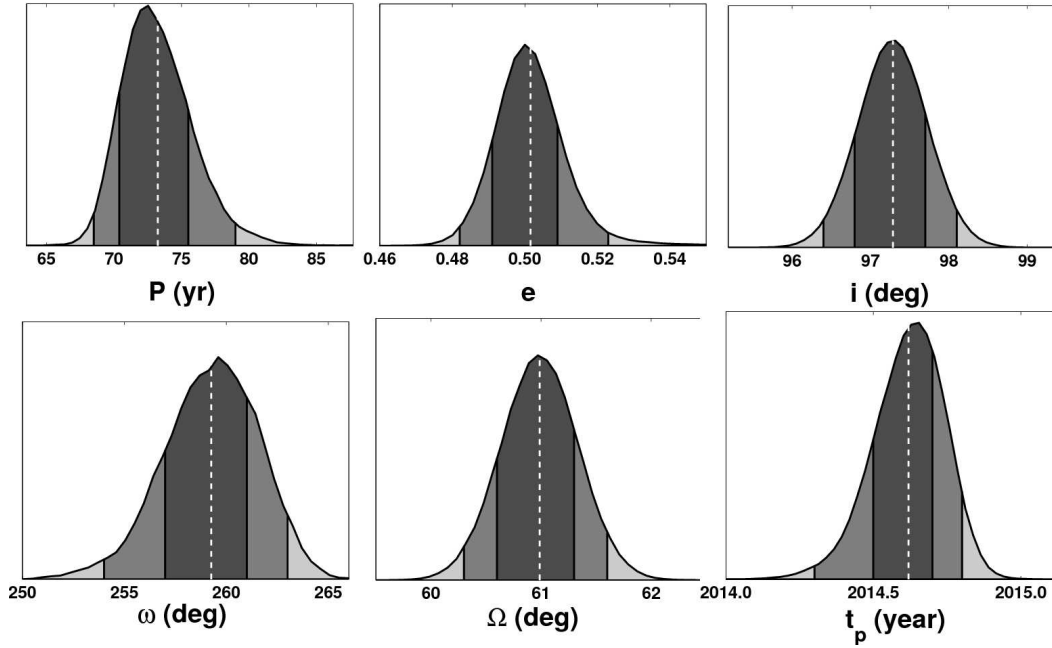 65 70 75 80 85
P (yr)
0.46 0.48 0.50 0.52 0.54
e
96 97 98 99
i (deg)
250 255 260 265
ω (deg)
60 61 62
Ω (deg)
2014.0 2014.5 2015.0
t_p (year)